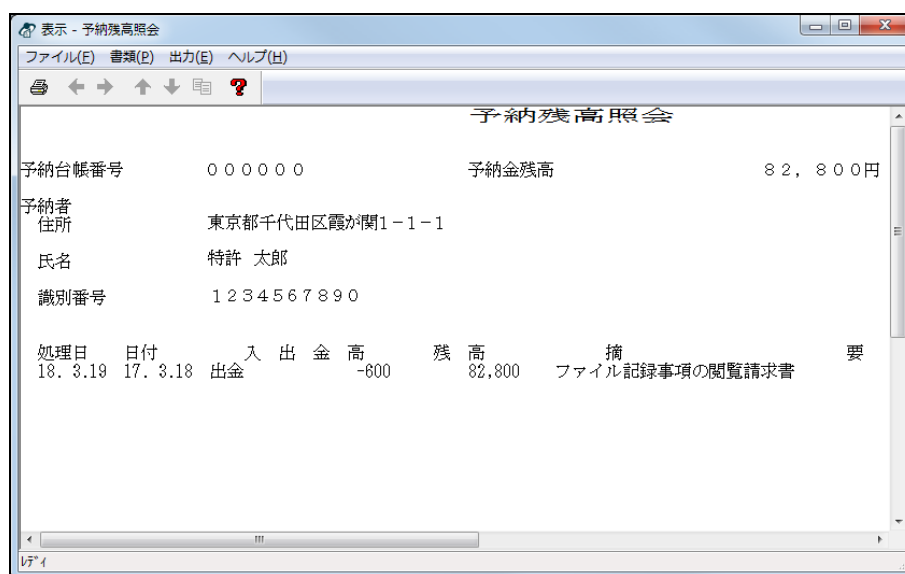 表示 - 予納残高照会
ファイル(F) 書類(P) 出力(E) ヘルプ(H)
予納残高照会
予納台帳番号 000000 予納金残高 82,800円
予納者
住所 東京都千代田区霞が関1-1-1
氏名 特許 太郎
識別番号 1234567890
処理日 日付 入 出 金 高 残 高 摘 要
18. 3.19 17. 3.18 出金 -600 82,800 ファイル記録事項の閲覧請求書
ﾚﾃﾞｨ